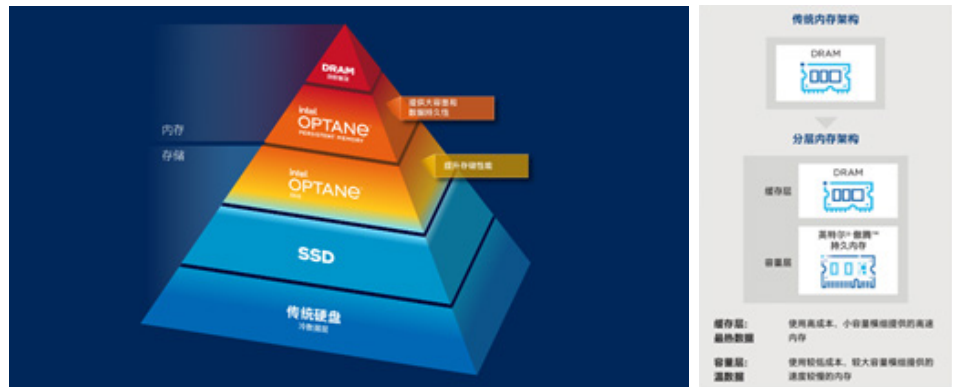 DRAM
intel
OPTANe
PERSISTENT MEMORY
提供大容量和
数据持久性
内存
存储
intel
OPTANe
SSD
提升存储性能
SSD
传统硬盘
冷数据层
传统内存架构
DRAM
分层内存架构
DRAM
缓存层
英特尔® 傲腾™
持久内存
容量层
缓存层: 使用高成本、小容量模组提供的高速
最热数据 内存
容量层: 使用较低成本、较大容量模组提供的
温数据 速度较慢的内存